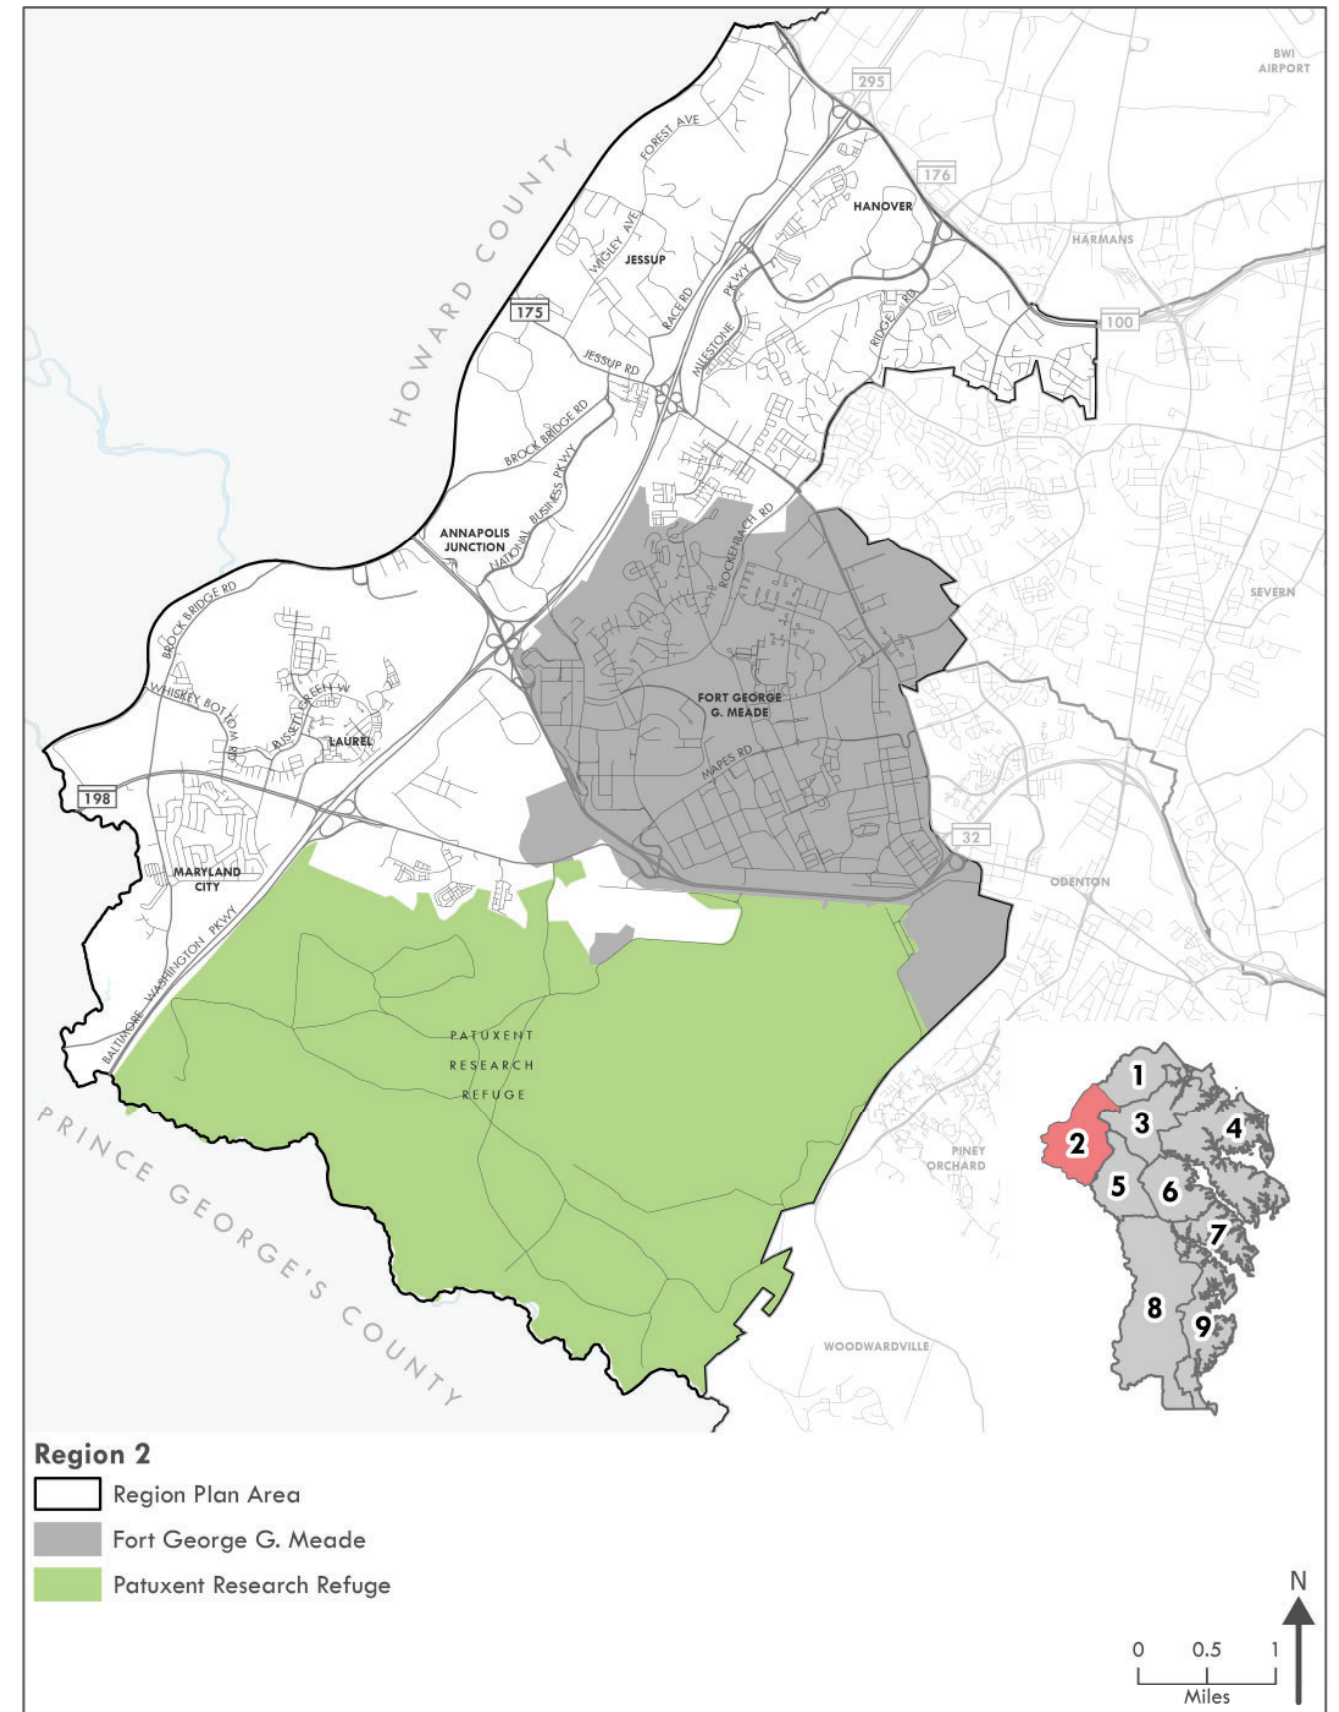 BWI
AIRPORT
295
FOREST AVE
176
HANOVER
HARMANS
HOWARD COUNTY
WIGLEY AVE
JESSUP
175
RACE RD
MILESTONE PKWY
RIDGE RD
100
JESSUP RD
BROCK BRIDGE RD
NATIONAL BUSINESS PKWY
ROCKENBACH RD
ANNAPOLIS
JUNCTION
BROCK BRIDGE RD
SEVERN
WHISKEY BOTTOM RD
RUSSETT GREEN W
LAUREL
FORT GEORGE
G. MEADE
MAPES RD
198
32
MARYLAND
CITY
ODENTON
BALTIMORE WASHINGTON PKWY
PATUXENT
RESEARCH
REFUGE
PRINCE GEORGE'S COUNTY
PINEY
ORCHARD
WOODWARDVILLE
1
2
3
4
5
6
7
8
9
Region 2
Region Plan Area
Fort George G. Meade
Patuxent Research Refuge
N
0 0.5 1
Miles